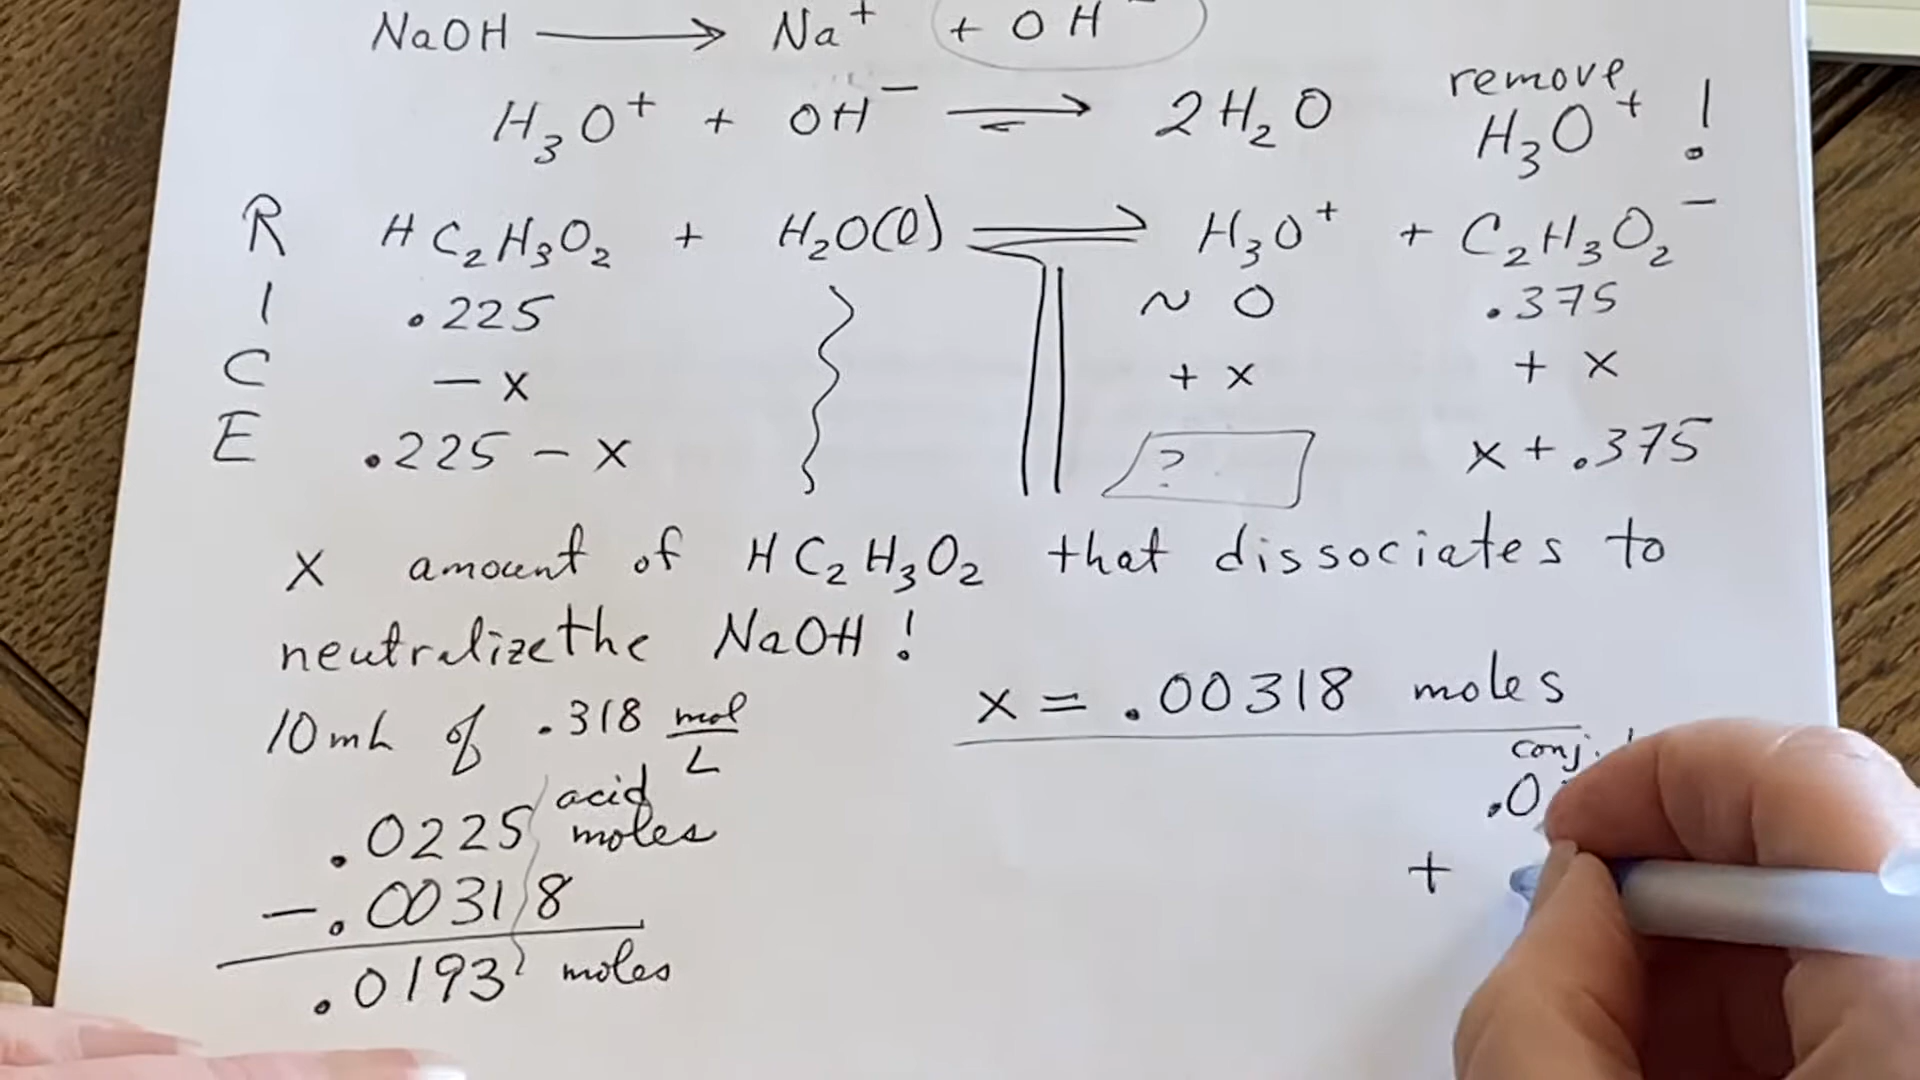 NaOH ⟶ Na⁺ + OH⁻
H₃O⁺ + OH⁻ ⇌ 2H₂O
remove
H₃O⁺ !
R HC₂H₃O₂ + H₂O(l) ⇌ H₃O⁺ + C₂H₃O₂⁻
I .225 ~ 0 .375
C - x + x + x
E .225 - x ? x + .375
X amount of HC₂H₃O₂ that dissociates to
neutralize the NaOH !
10 mL of .318 mol/L
x = .00318 moles
acid
.0225 moles
- .00318
.0193 moles
conj.
.0
+